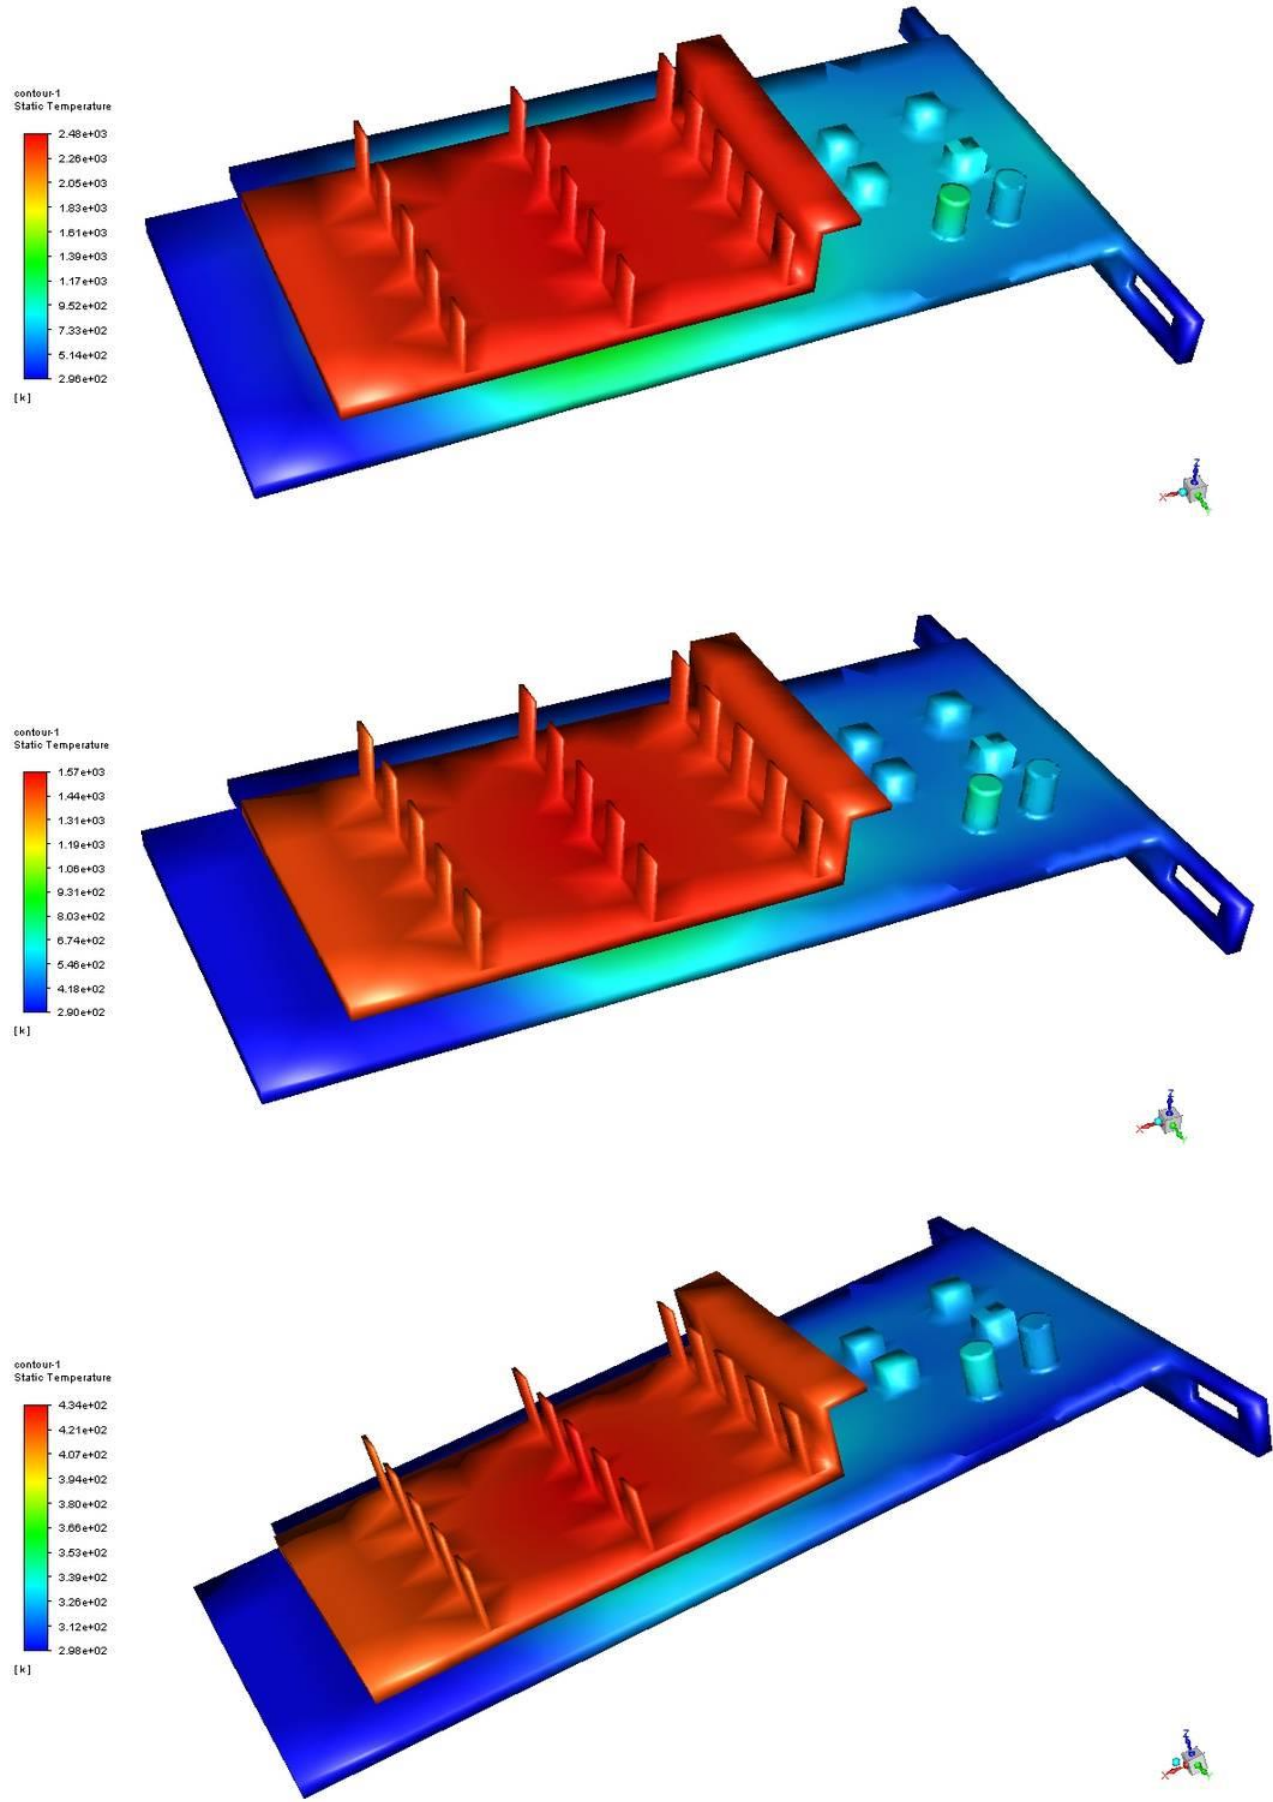 contour-1
Static Temperature
2.48e+03
2.26e+03
2.05e+03
1.83e+03
1.61e+03
1.39e+03
1.17e+03
9.52e+02
7.33e+02
5.14e+02
2.96e+02
[k]
Z
X
Y
contour-1
Static Temperature
1.57e+03
1.44e+03
1.31e+03
1.19e+03
1.06e+03
9.31e+02
8.03e+02
6.74e+02
5.46e+02
4.18e+02
2.90e+02
[k]
Z
X
Y
contour-1
Static Temperature
4.34e+02
4.21e+02
4.07e+02
3.94e+02
3.80e+02
3.66e+02
3.53e+02
3.39e+02
3.26e+02
3.12e+02
2.98e+02
[k]
Z
X
Y